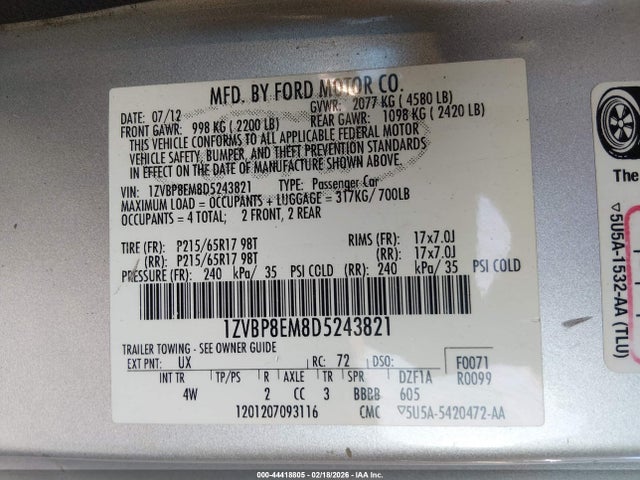 MFD. BY FORD MOTOR CO.
DATE: 07/12 GVWR: 2077 KG (4580 LB)
FRONT GAWR: 998 KG (2200 LB) REAR GAWR: 1098 KG (2420 LB)
THIS VEHICLE CONFORMS TO ALL APPLICABLE FEDERAL MOTOR
VEHICLE SAFETY, BUMPER, AND THEFT PREVENTION STANDARDS
IN EFFECT ON THE DATE OF MANUFACTURE SHOWN ABOVE.
VIN: 1ZVBP8EM8D5243821 TYPE: Passenger Car
MAXIMUM LOAD = OCCUPANTS + LUGGAGE = 317KG/700LB
OCCUPANTS = 4 TOTAL; 2 FRONT, 2 REAR
TIRE (FR): P215/65R17 98T RIMS (FR): 17x7.0J
(RR): P215/65R17 98T (RR): 17x7.0J
PRESSURE (FR): 240 kPa/ 35 PSI COLD (RR): 240 kPa/ 35 PSI COLD
1ZVBP8EM8D5243821
TRAILER TOWING - SEE OWNER GUIDE
EXT PNT: UX RC: 72 DSO: F0071
INT TR TP/PS R AXLE TR SPR DZF1A R0099
4W 2 CC 3 BBBB 605
1201207093116 CMC ▽5U5A-5420472-AA
The
▽5U5A-1532-AA (TLU)
000-44418805 - 02/18/2026 - IAAI, Inc.